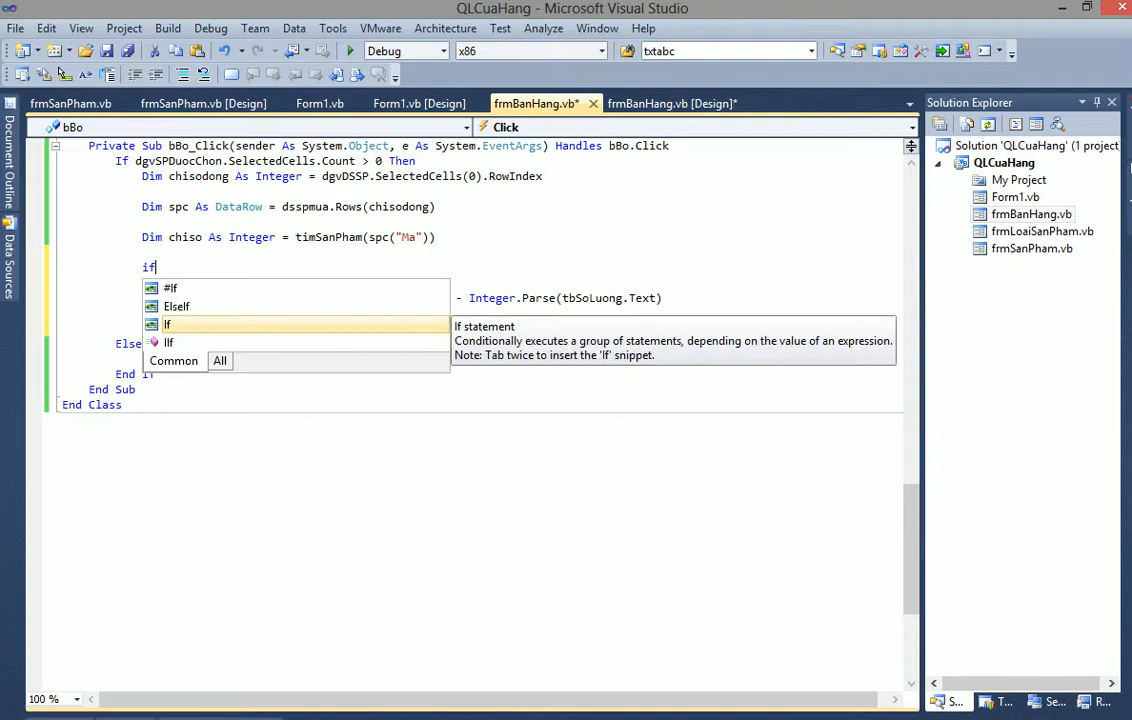 QLCuaHang - Microsoft Visual Studio
File Edit View Project Build Debug Team Data Tools VMware Architecture Test Analyze Window Help
Debug x86 txtabc
frmSanPham.vb frmSanPham.vb [Design] Form1.vb Form1.vb [Design] frmBanHang.vb* frmBanHang.vb [Design]*
bBo Click
Private Sub bBo_Click(sender As System.Object, e As System.EventArgs) Handles bBo.Click
If dgvSPDuocChon.SelectedCells.Count > 0 Then
Dim chisodong As Integer = dgvDSSP.SelectedCells(0).RowIndex
Dim spc As DataRow = dsspmua.Rows(chisodong)
Dim chiso As Integer = timSanPham(spc("Ma"))
if
#If
ElseIf
If
IIf
Common All
- Integer.Parse(tbSoLuong.Text)
If statement
Conditionally executes a group of statements, depending on the value of an expression.
Note: Tab twice to insert the 'If' snippet.
Else
End If
End Sub
End Class
100 %
Document Outline
Data Sources
Solution Explorer
Solution 'QLCuaHang' (1 project
QLCuaHang
My Project
Form1.vb
frmBanHang.vb
frmLoaiSanPham.vb
frmSanPham.vb
S... T... Se... R...